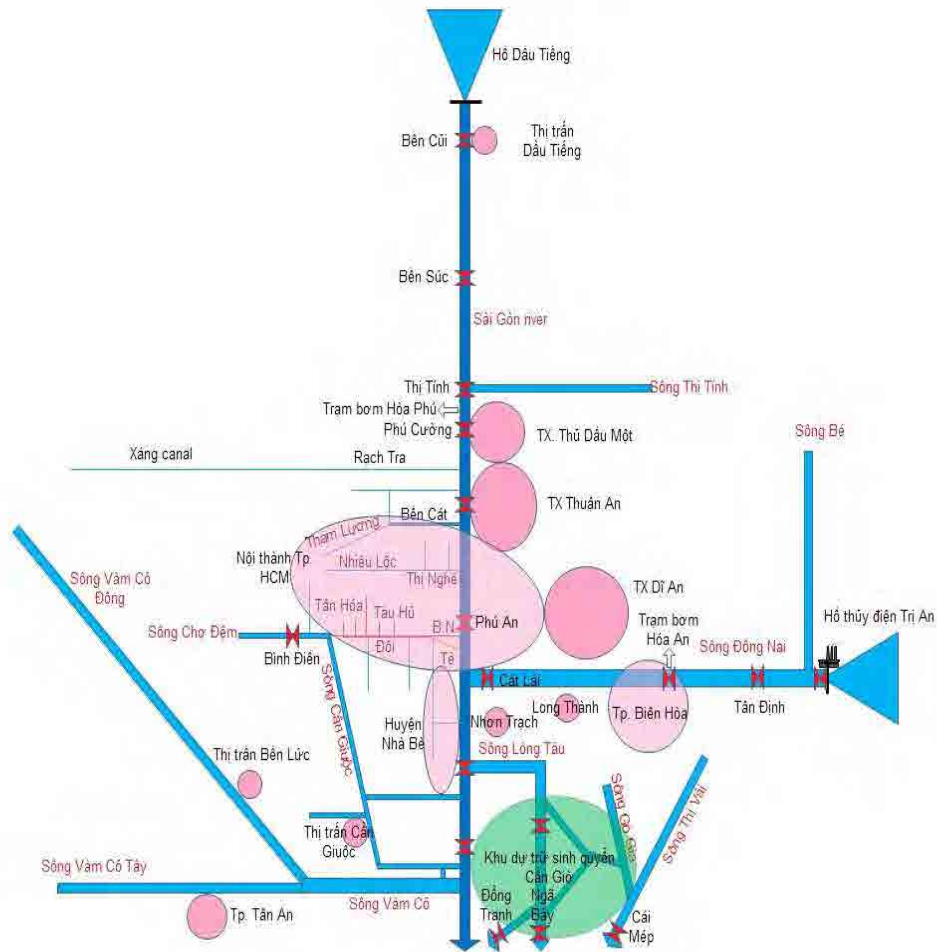 Hồ Dầu Tiếng
Bến Củi
Thị trấn
Dầu Tiếng
Bến Súc
Sài Gòn river
Thị Tính
Sông Thị Tính
Trạm bơm Hòa Phú
Phú Cường
TX. Thủ Dầu Một
Sông Bé
Xáng canal
Rạch Tra
TX Thuận An
Bến Cát
Tham Lương
Nội thành Tp.
HCM
Nhiêu Lộc
Thị Nghè
Sông Vàm Cỏ
Đông
TX Dĩ An
Tân Hóa
Tàu Hủ
B.N
Phú An
Trạm bơm
Hóa An
Hồ thủy điện Trị An
Sông Chợ Đệm
Bình Điền
Đôi
Tẻ
Sông Đồng Nai
Cát Lái
Tân Định
Sông Cần Giuộc
Long Thành
Tp. Biên Hòa
Huyện
Nhà Bè
Nhơn Trạch
Sông Lòng Tàu
Thị trấn Bến Lức
Sông Gò Gia
Sông Thị Vải
Thị trấn Cần
Giuộc
Khu dự trữ sinh quyển
Cần Giờ
Sông Vàm Cỏ Tây
Sông Vàm Cỏ
Đồng
Tranh
Ngã
Bảy
Cái
Mép
Tp. Tân An